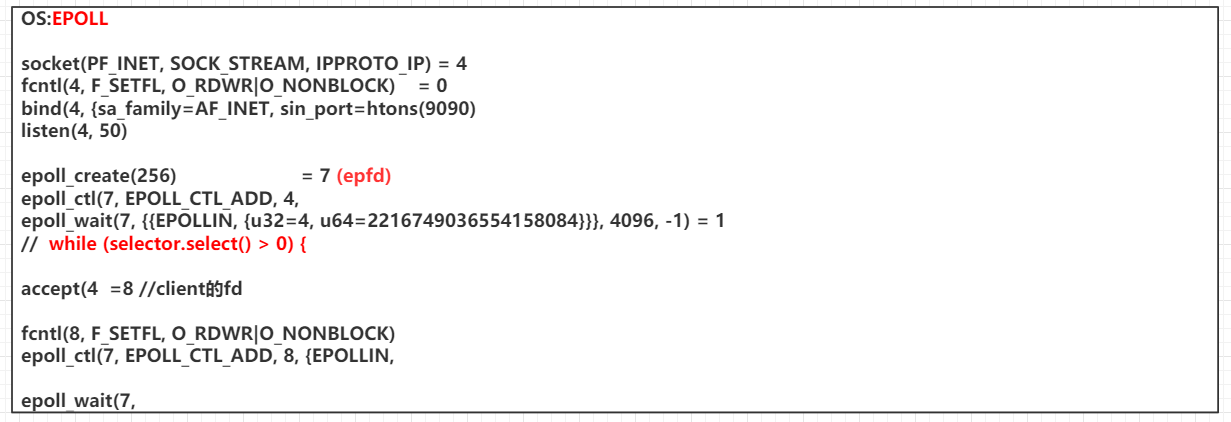 OS:EPOLL
socket(PF_INET, SOCK_STREAM, IPPROTO_IP) = 4
fcntl(4, F_SETFL, O_RDWR|O_NONBLOCK)    = 0
bind(4, {sa_family=AF_INET, sin_port=htons(9090)
listen(4, 50)
epoll_create(256)                      = 7 (epfd)
epoll_ctl(7, EPOLL_CTL_ADD, 4,
epoll_wait(7, {{EPOLLIN, {u32=4, u64=2216749036554158084}}}, 4096, -1) = 1
//  while (selector.select() > 0) {
accept(4  =8 //client的fd
fcntl(8, F_SETFL, O_RDWR|O_NONBLOCK)
epoll_ctl(7, EPOLL_CTL_ADD, 8, {EPOLLIN,
epoll_wait(7,